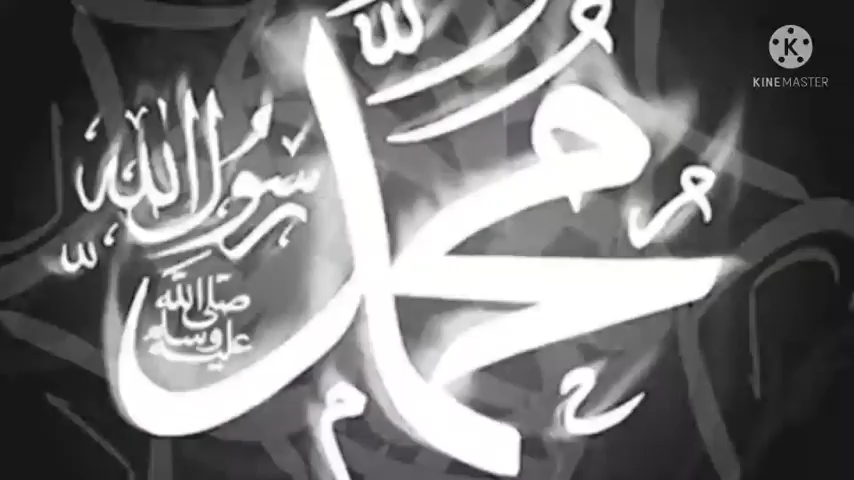 محمد
رسول الله
صلى الله
عليه وسلم
K
KINEMASTER